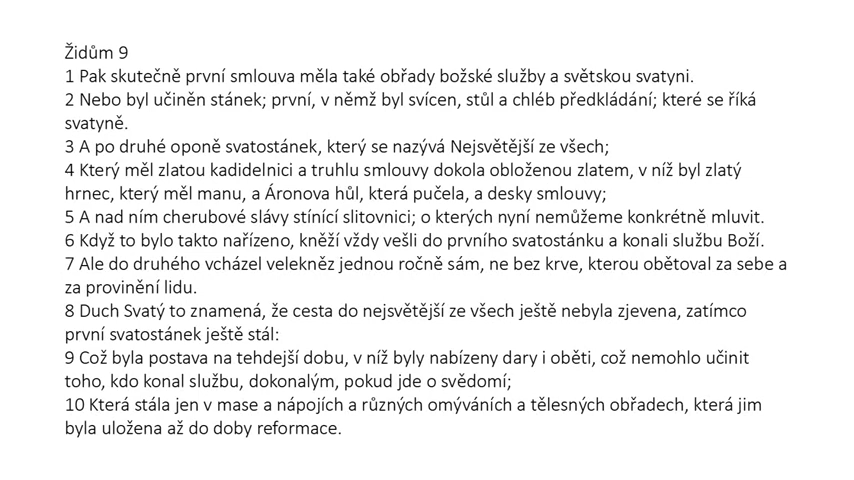 Židům 9
1 Pak skutečně první smlouva měla také obřady božské služby a světskou svatyni.
2 Nebo byl učiněn stánek; první, v němž byl svícen, stůl a chléb předkládání; které se říká
svatyně.
3 A po druhé oponě svatostánek, který se nazývá Nejsvětější ze všech;
4 Který měl zlatou kadidelnici a truhlu smlouvy dokola obloženou zlatem, v níž byl zlatý
hrnec, který měl manu, a Áronova hůl, která pučela, a desky smlouvy;
5 A nad ním cherubové slávy stínící slitovnici; o kterých nyní nemůžeme konkrétně mluvit.
6 Když to bylo takto nařízeno, kněží vždy vešli do prvního svatostánku a konali službu Boží.
7 Ale do druhého vcházel velekněz jednou ročně sám, ne bez krve, kterou obětoval za sebe a
za provinění lidu.
8 Duch Svatý to znamená, že cesta do nejsvětější ze všech ještě nebyla zjevena, zatímco
první svatostánek ještě stál:
9 Což byla postava na tehdejší dobu, v níž byly nabízeny dary i oběti, což nemohlo učinit
toho, kdo konal službu, dokonalým, pokud jde o svědomí;
10 Která stála jen v mase a nápojích a různých omýváních a tělesných obřadech, která jim
byla uložena až do doby reformace.